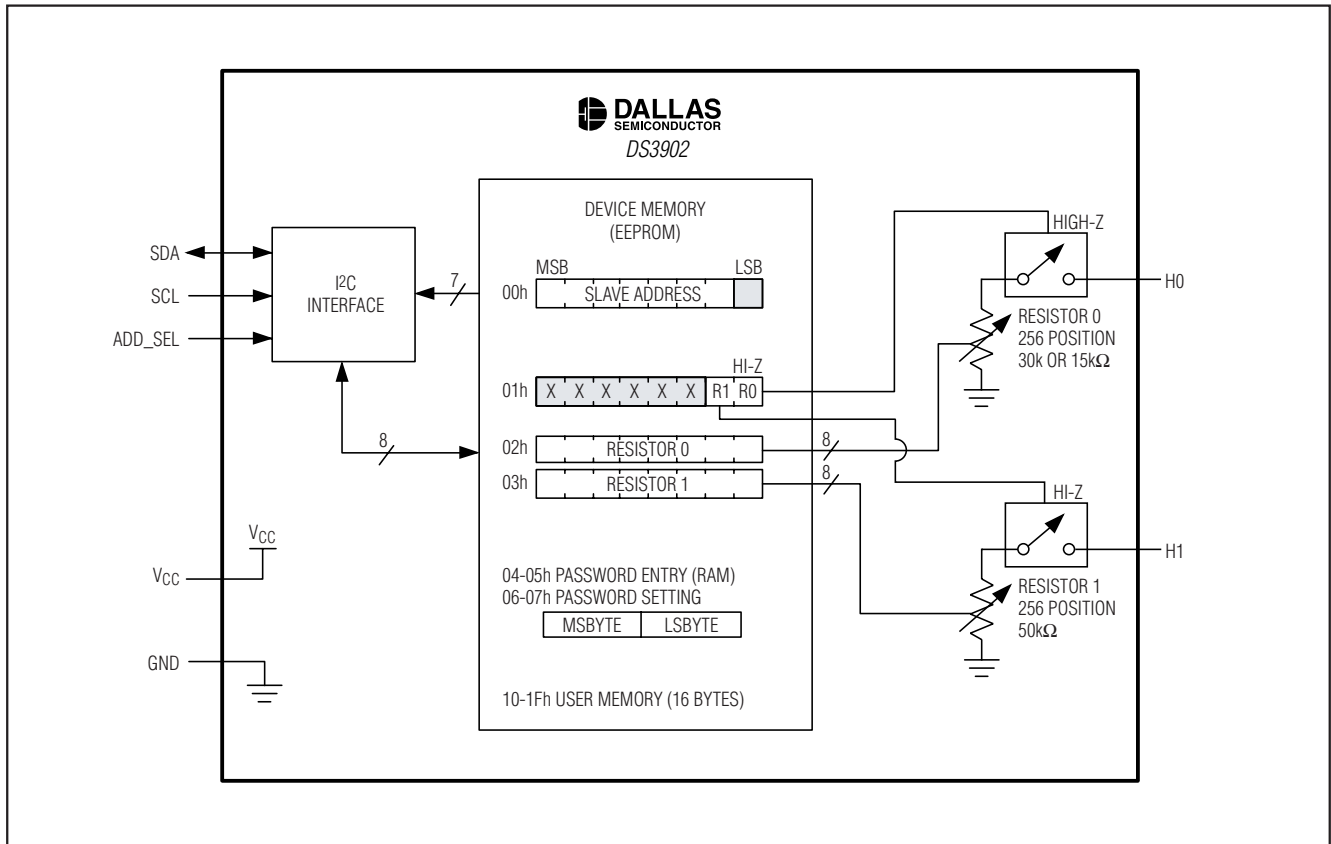 DALLAS
SEMICONDUCTOR
DS3902
DEVICE MEMORY
(EEPROM)
MSB LSB
00h SLAVE ADDRESS
HI-Z
01h X X X X X X R1 R0
02h RESISTOR 0
03h RESISTOR 1
04-05h PASSWORD ENTRY (RAM)
06-07h PASSWORD SETTING
MSBYTE LSBYTE
10-1Fh USER MEMORY (16 BYTES)
SDA
SCL
ADD_SEL
I²C
INTERFACE
7
8
VCC
VCC
GND
HIGH-Z
H0
RESISTOR 0
256 POSITION
30k OR 15kΩ
8
8
HI-Z
H1
RESISTOR 1
256 POSITION
50kΩ